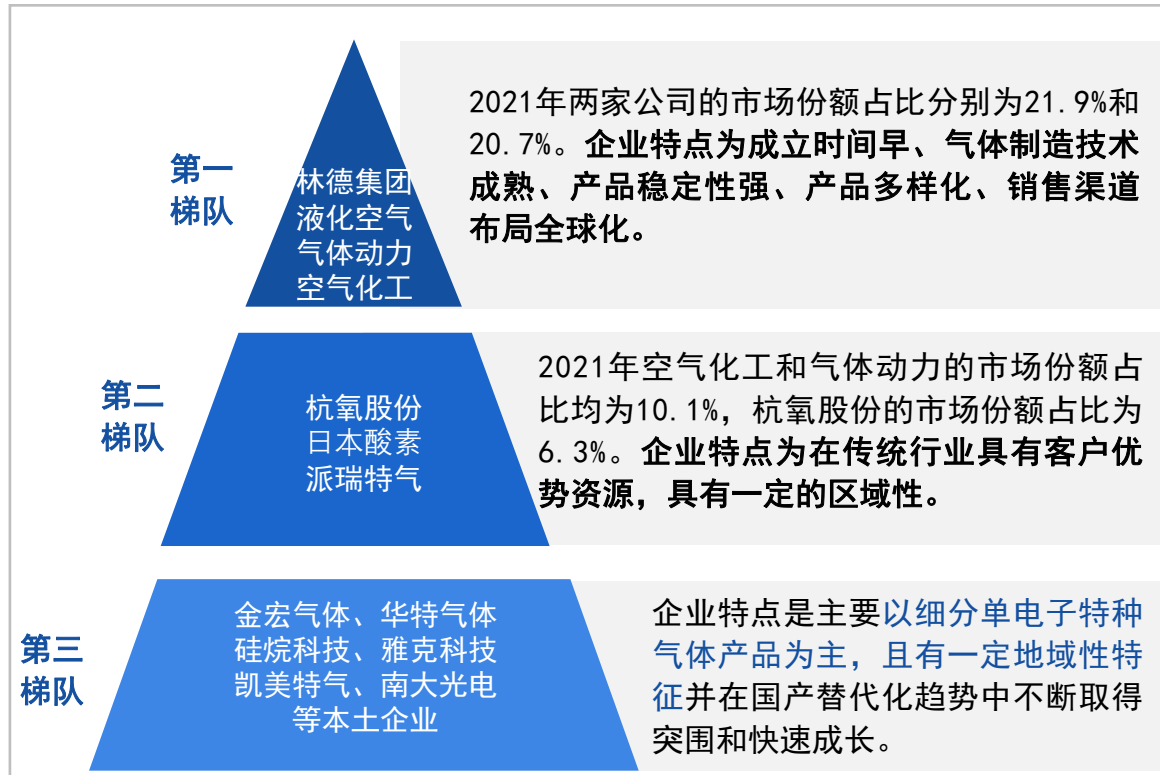 第一
梯队
林德集团
液化空气
气体动力
空气化工
2021年两家公司的市场份额占比分别为21.9%和
20.7%。企业特点为成立时间早、气体制造技术
成熟、产品稳定性强、产品多样化、销售渠道
布局全球化。
第二
梯队
杭氧股份
日本酸素
派瑞特气
2021年空气化工和气体动力的市场份额占
比均为10.1%，杭氧股份的市场份额占比为
6.3%。企业特点为在传统行业具有客户优
势资源，具有一定的区域性。
第三
梯队
金宏气体、华特气体
硅烷科技、雅克科技
凯美特气、南大光电
等本土企业
企业特点是主要以细分单电子特种
气体产品为主，且有一定地域性特
征并在国产替代化趋势中不断取得
突围和快速成长。